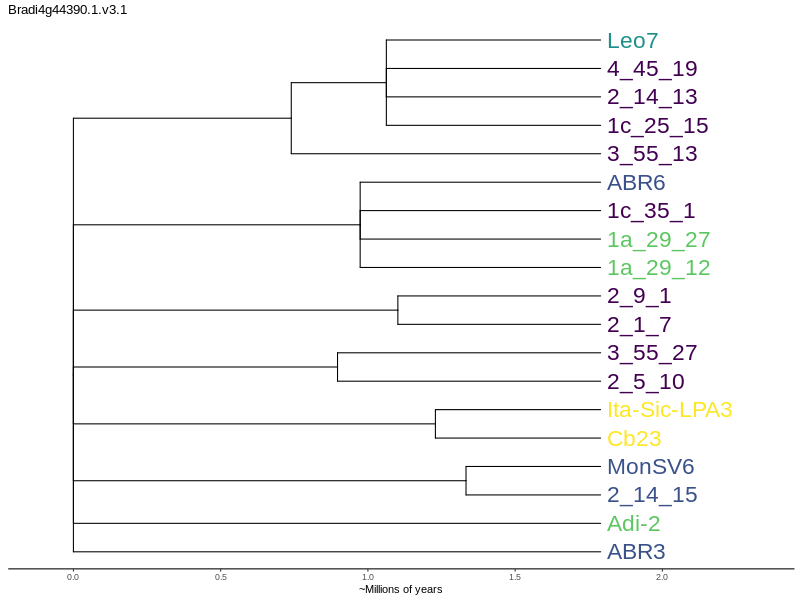 Bradi4g44390.1.v3.1
Leo7
4_45_19
2_14_13
1c_25_15
3_55_13
ABR6
1c_35_1
1a_29_27
1a_29_12
2_9_1
2_1_7
3_55_27
2_5_10
Ita-Sic-LPA3
Cb23
MonSV6
2_14_15
Adi-2
ABR3
0.0 0.5 1.0 1.5 2.0
~Millions of years